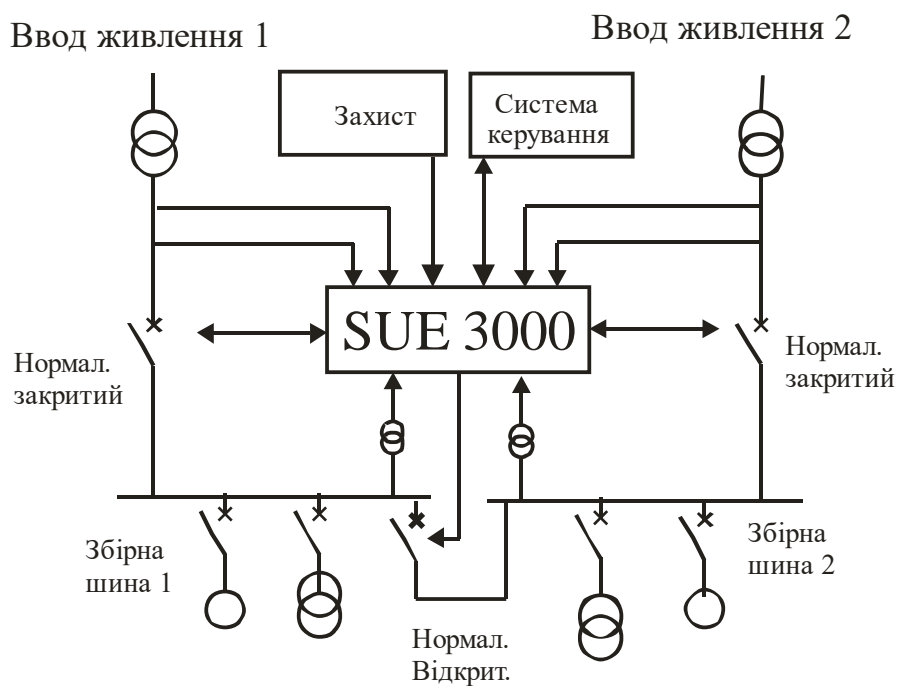 Ввод живлення 1
Ввод живлення 2
Захист
Система
керування
SUE 3000
Нормал.
закритий
Нормал.
закритий
Збірна
шина 1
Збірна
шина 2
Нормал.
Відкрит.